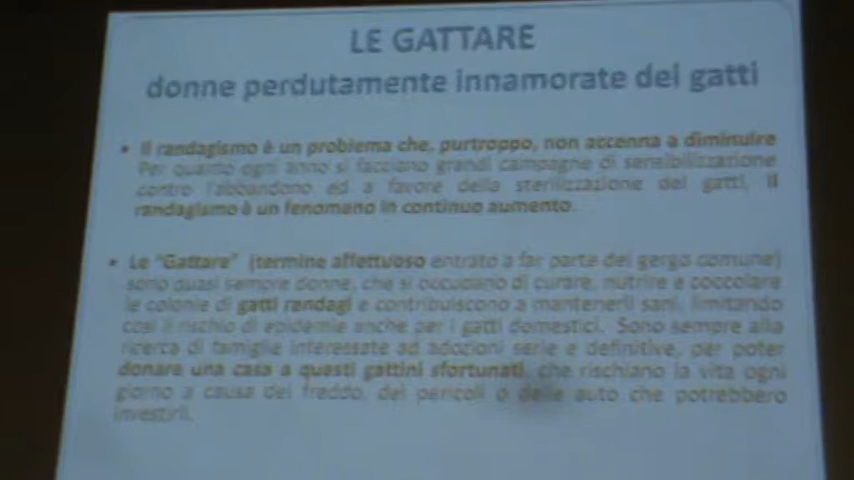 LE GATTARE
donne perdutamente innamorate dei gatti
• Il randagismo è un problema che, purtroppo, non accenna a diminuire
Per quanto ogni anno si facciano grandi campagne di sensibilizzazione
contro l'abbandono ed a favore della sterilizzazione dei gatti, il
randagismo è un fenomeno in continuo aumento.
• Le "Gattare" (termine affettuoso entrato a far parte del gergo comune)
sono quasi sempre donne, che si occupano di curare, nutrire e coccolare
le colonie di gatti randagi e contribuiscono a mantenerli sani, limitando
così il rischio di epidemie anche per i gatti domestici. Sono sempre alla
ricerca di famiglie interessate ad adozioni serie e definitive, per poter
donare una casa a questi gattini sfortunati, che rischiano la vita ogni
giorno a causa del freddo, dei pericoli o delle auto che potrebbero
investirli.